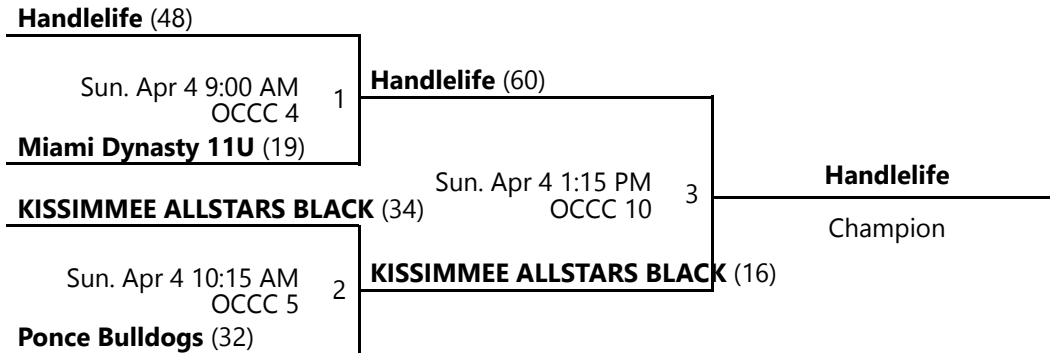 Handlelife (48)
Sun. Apr 4 9:00 AM
OCCC 4
1
Miami Dynasty 11U (19)
Handlelife (60)
KISSIMMEE ALLSTARS BLACK (34)
Sun. Apr 4 10:15 AM
OCCC 5
2
Ponce Bulldogs (32)
Sun. Apr 4 1:15 PM
OCCC 10
3
KISSIMMEE ALLSTARS BLACK (16)
Handlelife
Champion